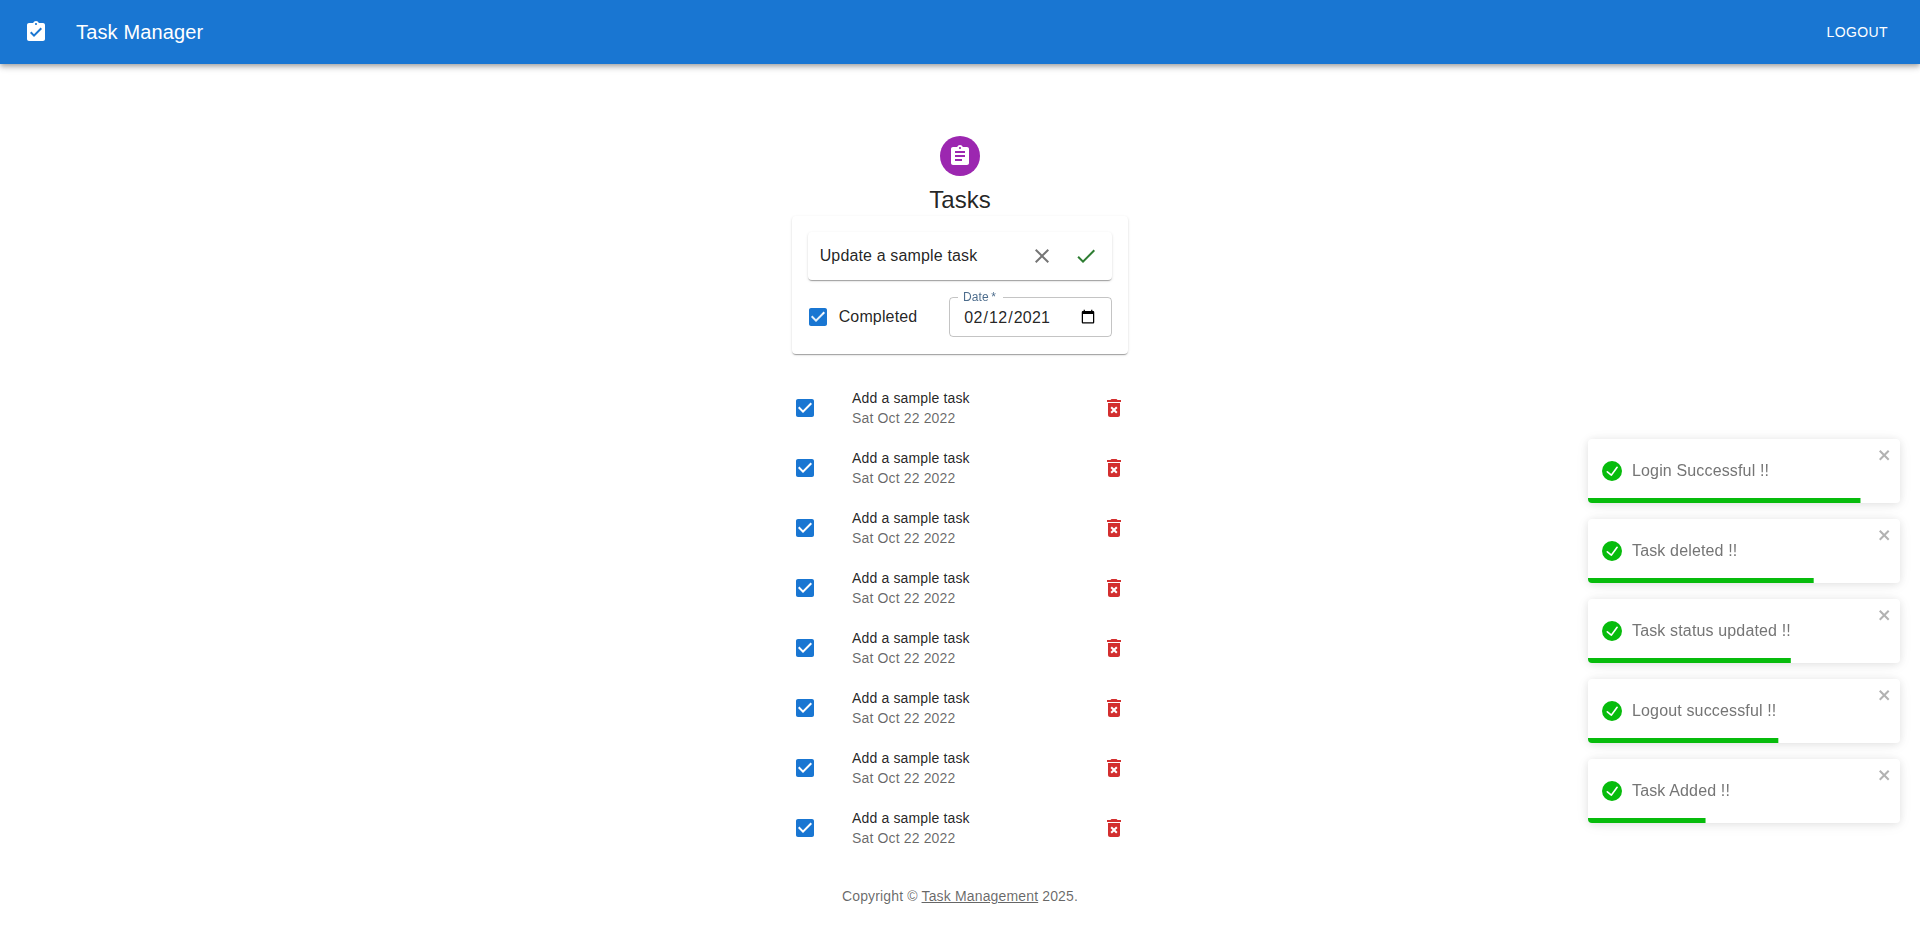 Task Manager
LOGOUT
Tasks
Update a sample task
Completed
Date *
02/12/2021
Add a sample task
Sat Oct 22 2022
Add a sample task
Sat Oct 22 2022
Add a sample task
Sat Oct 22 2022
Add a sample task
Sat Oct 22 2022
Add a sample task
Sat Oct 22 2022
Add a sample task
Sat Oct 22 2022
Add a sample task
Sat Oct 22 2022
Add a sample task
Sat Oct 22 2022
Login Successful !!
Task deleted !!
Task status updated !!
Logout successful !!
Task Added !!
Copyright © Task Management 2025.